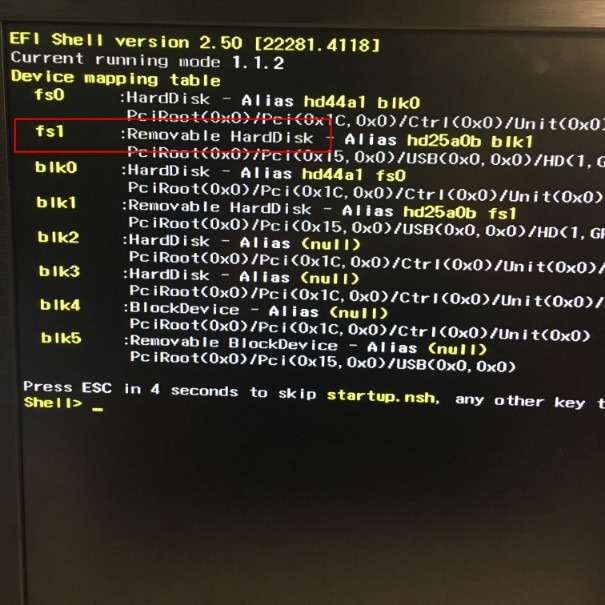 EFI Shell version 2.50 [22281.4118]
Current running mode 1.1.2
Device mapping table
fs0 :HardDisk - Alias hd44a1 blk0
PciRoot(0x0)/Pci(0x1C,0x0)/Ctrl(0x0)/Unit(0x0)
fs1 :Removable HardDisk - Alias hd25a0b blk1
PciRoot(0x0)/Pci(0x15,0x0)/USB(0x0,0x0)/HD(1,G
blk0 :HardDisk - Alias hd44a1 fs0
PciRoot(0x0)/Pci(0x1C,0x0)/Ctrl(0x0)/Unit(0x0)
blk1 :Removable HardDisk - Alias hd25a0b fs1
PciRoot(0x0)/Pci(0x15,0x0)/USB(0x0,0x0)/HD(1,GP
blk2 :HardDisk - Alias (null)
PciRoot(0x0)/Pci(0x1C,0x0)/Ctrl(0x0)/Unit(0x0)/
blk3 :HardDisk - Alias (null)
PciRoot(0x0)/Pci(0x1C,0x0)/Ctrl(0x0)/Unit(0x0)/
blk4 :BlockDevice - Alias (null)
PciRoot(0x0)/Pci(0x1C,0x0)/Ctrl(0x0)/Unit(0x0)
blk5 :Removable BlockDevice - Alias (null)
PciRoot(0x0)/Pci(0x15,0x0)/USB(0x0,0x0)
Press ESC in 4 seconds to skip startup.nsh, any other key t
Shell> _